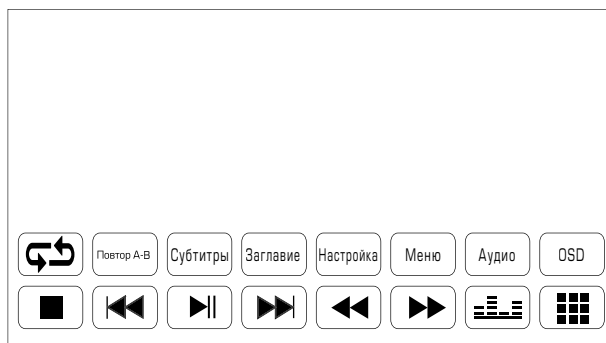 Повтор A-B
Субтитры
Заглавие
Настройка
Меню
Аудио
OSD